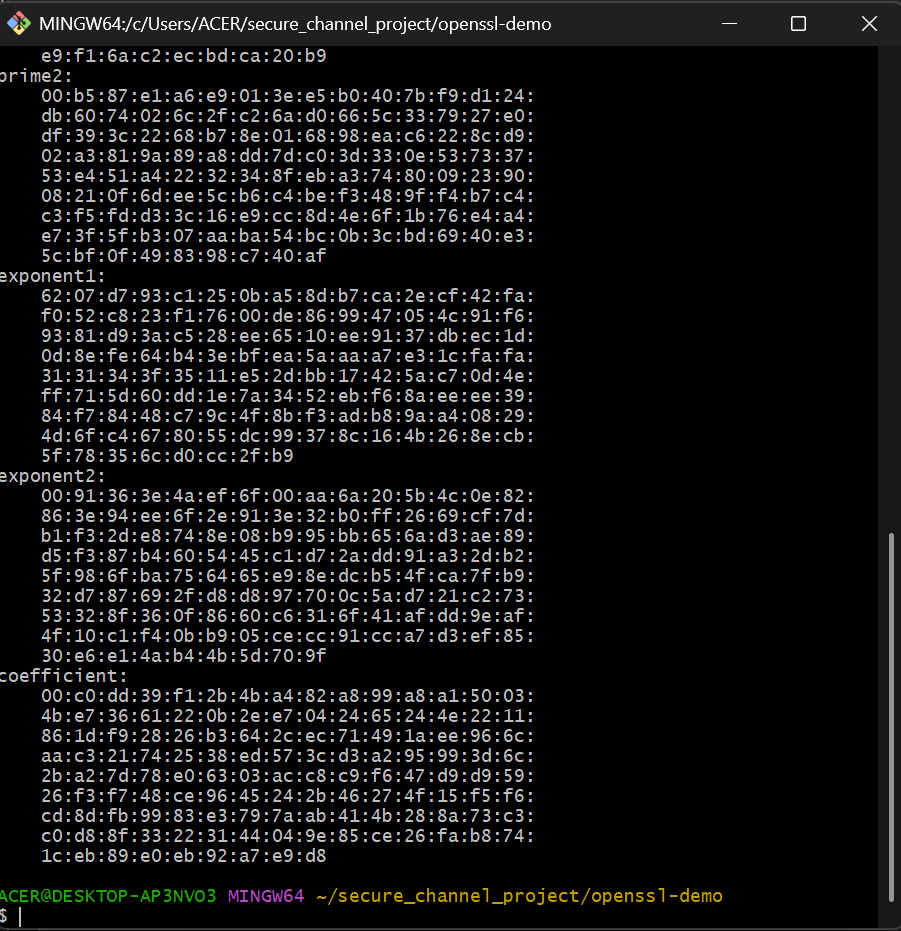 MINGW64:/c/Users/ACER/secure_channel_project/openssl-demo
e9:f1:6a:c2:ec:bd:ca:20:b9
prime2:
00:b5:87:e1:a6:e9:01:3e:e5:b0:40:7b:f9:d1:24:
db:60:74:02:6c:2f:c2:6a:d0:66:5c:33:79:27:e0:
df:39:3c:22:68:b7:8e:01:68:98:ea:c6:22:8c:d9:
02:a3:81:9a:89:a8:dd:7d:c0:3d:33:0e:53:73:37:
53:e4:51:a4:22:32:34:8f:eb:a3:74:80:09:23:90:
08:21:0f:6d:ee:5c:b6:c4:be:f3:48:9f:f4:b7:c4:
c3:f5:fd:d3:3c:16:e9:cc:8d:4e:6f:1b:76:e4:a4:
e7:3f:5f:b3:07:aa:ba:54:bc:0b:3c:bd:69:40:e3:
5c:bf:0f:49:83:98:c7:40:af
exponent1:
62:07:d7:93:c1:25:0b:a5:8d:b7:ca:2e:cf:42:fa:
f0:52:c8:23:f1:76:00:de:86:99:47:05:4c:91:f6:
93:81:d9:3a:c5:28:ee:65:10:ee:91:37:db:ec:1d:
0d:8e:fe:64:b4:3e:bf:ea:5a:aa:a7:e3:1c:fa:fa:
31:31:34:3f:35:11:e5:2d:bb:17:42:5a:c7:0d:4e:
ff:71:5d:60:dd:1e:7a:34:52:eb:f6:8a:ee:ee:39:
84:f7:84:48:c7:9c:4f:8b:f3:ad:b8:9a:a4:08:29:
4d:6f:c4:67:80:55:dc:99:37:8c:16:4b:26:8e:cb:
5f:78:35:6c:d0:cc:2f:b9
exponent2:
00:91:36:3e:4a:ef:6f:00:aa:6a:20:5b:4c:0e:82:
86:3e:94:ee:6f:2e:91:3e:32:b0:ff:26:69:cf:7d:
b1:f3:2d:e8:74:8e:08:b9:95:bb:65:6a:d3:ae:89:
d5:f3:87:b4:60:54:45:c1:d7:2a:dd:91:a3:2d:b2:
5f:98:6f:ba:75:64:65:e9:8e:dc:b5:4f:ca:7f:b9:
32:d7:87:69:2f:d8:d8:97:70:0c:5a:d7:21:c2:73:
53:32:8f:36:0f:86:60:c6:31:6f:41:af:dd:9e:af:
4f:10:c1:f4:0b:b9:05:ce:cc:91:cc:a7:d3:ef:85:
30:e6:e1:4a:b4:4b:5d:70:9f
coefficient:
00:c0:dd:39:f1:2b:4b:a4:82:a8:99:a8:a1:50:03:
4b:e7:36:61:22:0b:2e:e7:04:24:65:24:4e:22:11:
86:1d:f9:28:26:b3:64:2c:ec:71:49:1a:ee:96:6c:
aa:c3:21:74:25:38:ed:57:3c:d3:a2:95:99:3d:6c:
2b:a2:7d:78:e0:63:03:ac:c8:c9:f6:47:d9:d9:59:
26:f3:f7:48:ce:96:45:24:2b:46:27:4f:15:f5:f6:
cd:8d:fb:99:83:e3:79:7a:ab:41:4b:28:8a:73:c3:
c0:d8:8f:33:22:31:44:04:9e:85:ce:26:fa:b8:74:
1c:eb:89:e0:eb:92:a7:e9:d8
ACER@DESKTOP-AP3NVO3 MINGW64 ~/secure_channel_project/openssl-demo
$